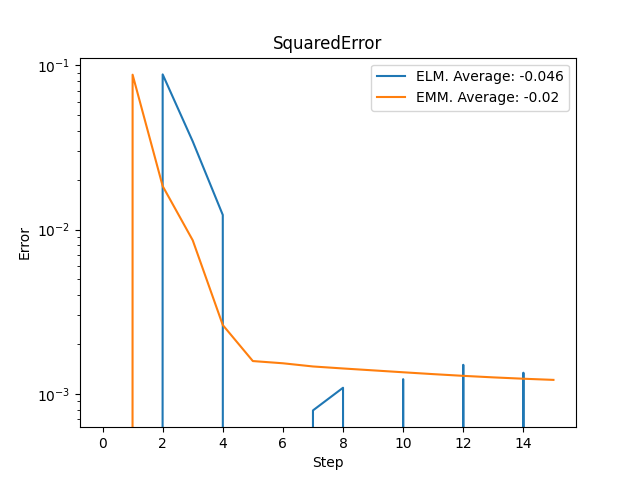 SquaredError
ELM. Average: -0.046
EMM. Average: -0.02
Error
10⁻¹
10⁻²
10⁻³
0 2 4 6 8 10 12 14
Step